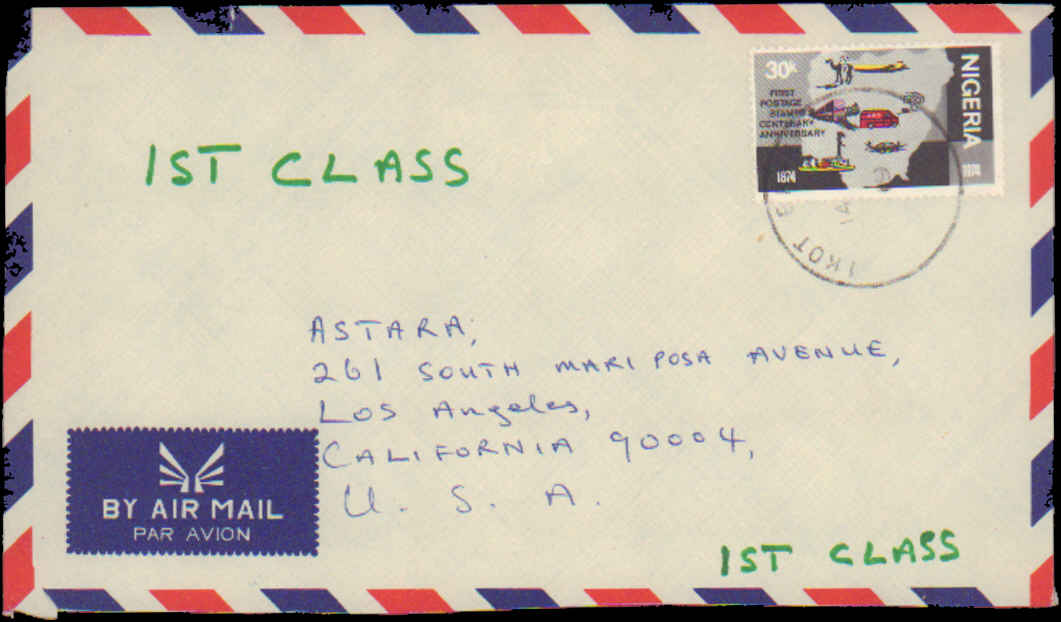 30k
NIGERIA
FIRST
POSTAGE
STAMPS
CENTENARY
ANNIVERSARY
1874
1974
IKOT
1ST CLASS
ASTARA,
261 SOUTH MARIPOSA AVENUE,
Los Angeles,
CALIFORNIA 90004,
U. S. A.
BY AIR MAIL
PAR AVION
1ST CLASS